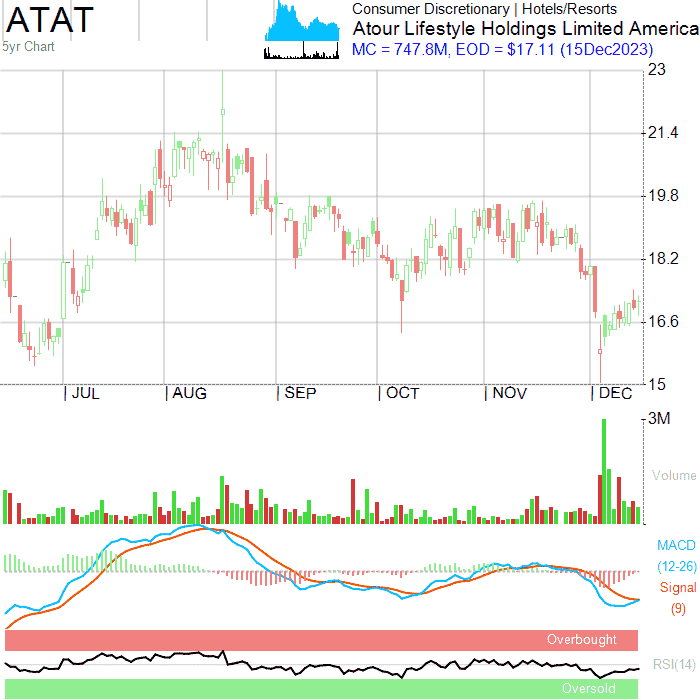 ATAT
5yr Chart
Consumer Discretionary | Hotels/Resorts
Atour Lifestyle Holdings Limited America
MC = 747.8M, EOD = $17.11 (15Dec2023)
23
21.4
19.8
18.2
16.6
15
JUL
AUG
SEP
OCT
NOV
DEC
3M
Volume
MACD
(12-26)
Signal
(9)
Overbought
RSI(14)
Oversold